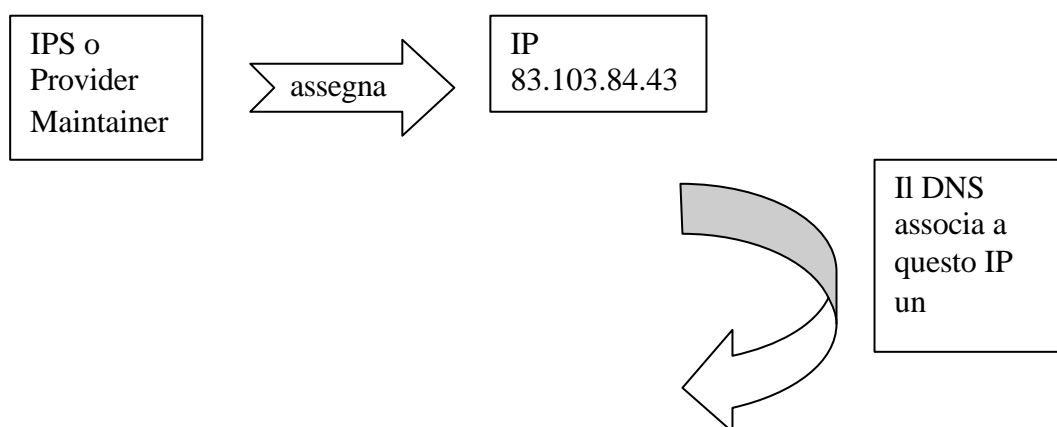 IPS o
Provider
Maintainer
assegna
IP
83.103.84.43
Il DNS
associa a
questo IP
un